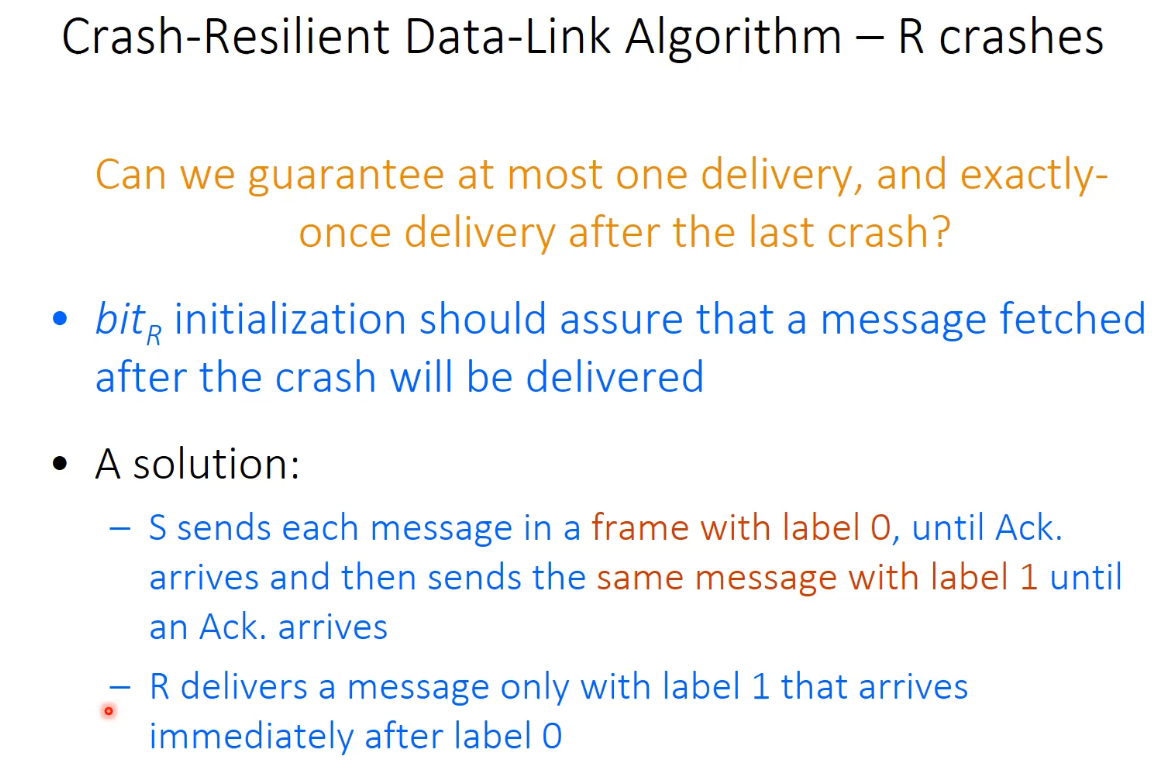 Crash-Resilient Data-Link Algorithm – R crashes
Can we guarantee at most one delivery, and exactly-
once delivery after the last crash?
• bitR initialization should assure that a message fetched
after the crash will be delivered
• A solution:
– S sends each message in a frame with label 0, until Ack.
arrives and then sends the same message with label 1 until
an Ack. arrives
– R delivers a message only with label 1 that arrives
immediately after label 0